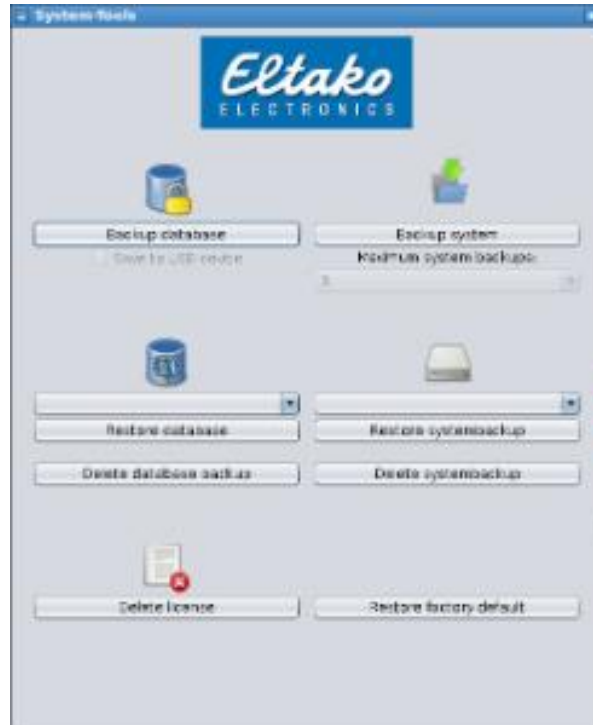 System-Tools
Eltako
ELECTRONICS
Backup database
Backup system
Save to USB device
Maximum system backups:
Restore database
Restore systembackup
Delete database backup
Delete systembackup
Delete license
Restore factory default